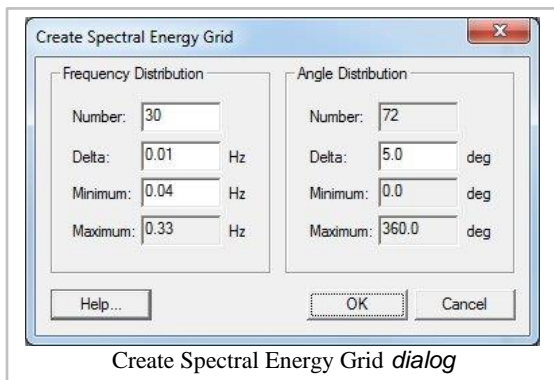 Create Spectral Energy Grid
Frequency Distribution
Number: 30
Delta: 0.01 Hz
Minimum: 0.04 Hz
Maximum: 0.33 Hz
Angle Distribution
Number: 72
Delta: 5.0 deg
Minimum: 0.0 deg
Maximum: 360.0 deg
Help...
OK
Cancel
Create Spectral Energy Grid dialog